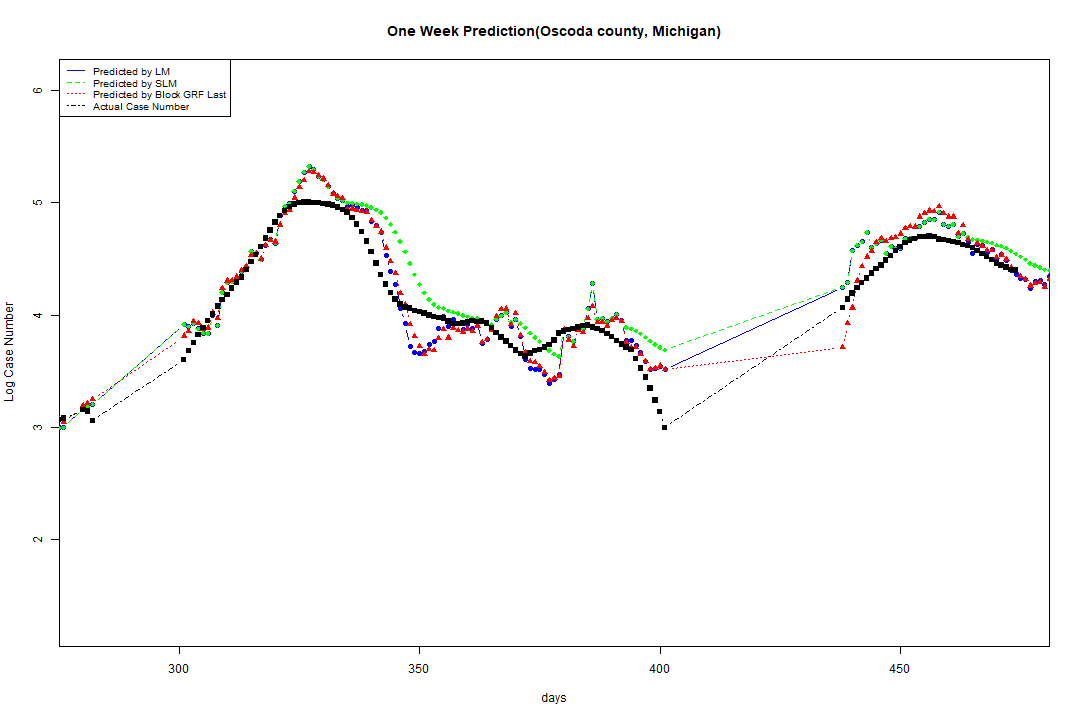 One Week Prediction(Oscoda county, Michigan)
Predicted by LM
Predicted by SLM
Predicted by Block GRF Last
Actual Case Number
6
5
4
3
2
Log Case Number
300 350 400 450
days